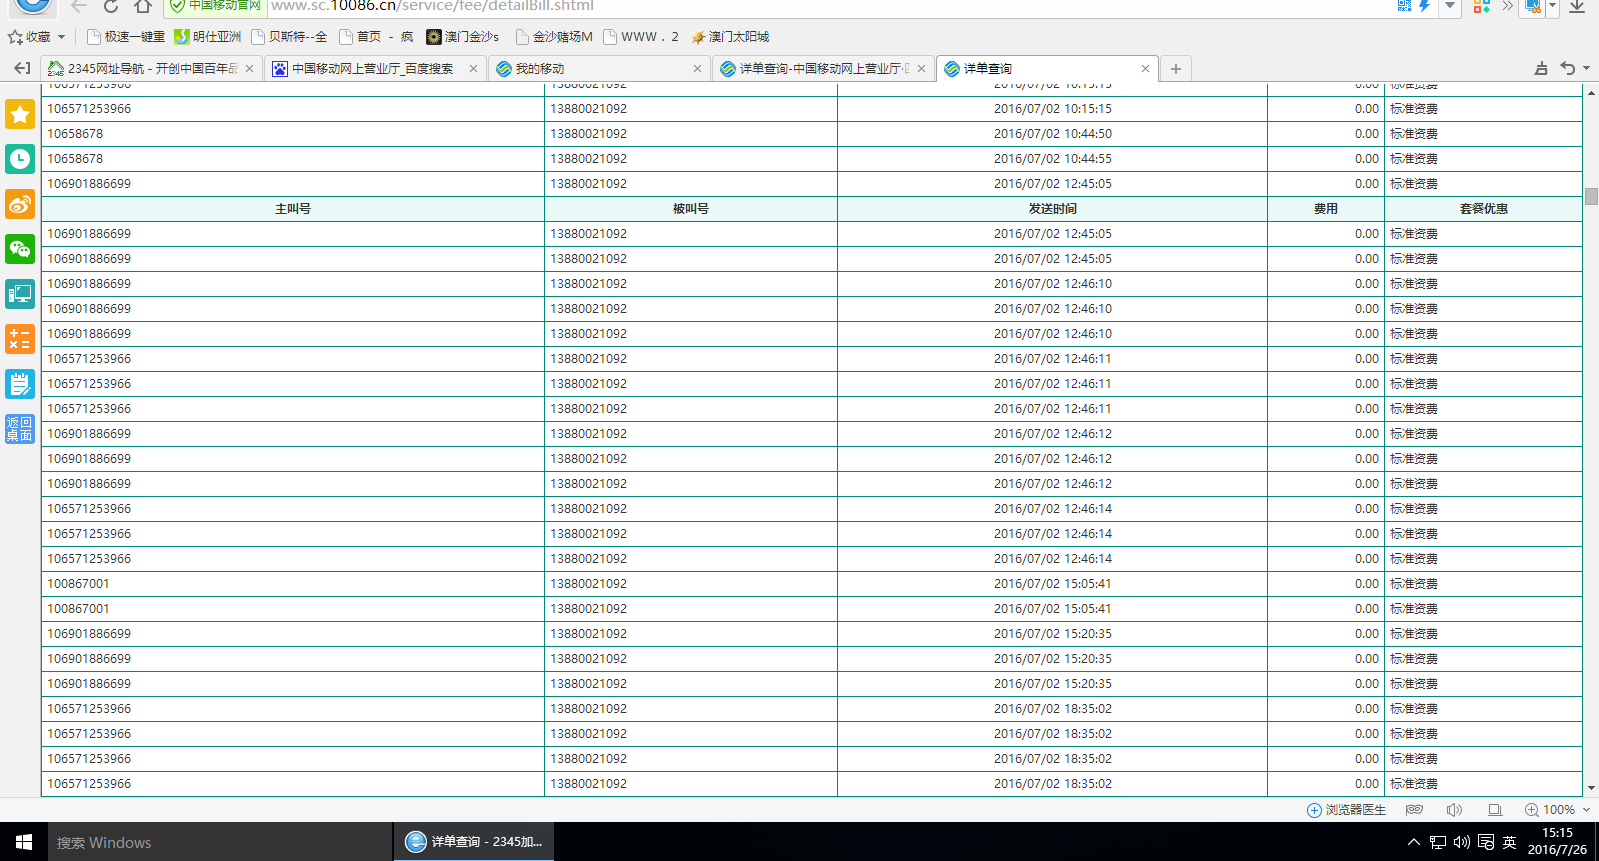 中国移动官网 www.sc.10086.cn/service/fee/detailBill.shtml
收藏 极速一键重 明仕亚洲 贝斯特--全 首页 - 疯 澳门金沙s 金沙赌场M WWW．2 澳门太阳城
2345网址导航 - 开创中国百年品 中国移动网上营业厅_百度搜索 我的移动 详单查询-中国移动网上营业厅· 详单查询
106571253966 13880021092 2016/07/02 10:15:15 0.00 标准资费
106571253966 13880021092 2016/07/02 10:15:15 0.00 标准资费
10658678 13880021092 2016/07/02 10:44:50 0.00 标准资费
10658678 13880021092 2016/07/02 10:44:55 0.00 标准资费
106901886699 13880021092 2016/07/02 12:45:05 0.00 标准资费
主叫号 被叫号 发送时间 费用 套餐优惠
106901886699 13880021092 2016/07/02 12:45:05 0.00 标准资费
106901886699 13880021092 2016/07/02 12:45:05 0.00 标准资费
106901886699 13880021092 2016/07/02 12:46:10 0.00 标准资费
106901886699 13880021092 2016/07/02 12:46:10 0.00 标准资费
106901886699 13880021092 2016/07/02 12:46:10 0.00 标准资费
106571253966 13880021092 2016/07/02 12:46:11 0.00 标准资费
106571253966 13880021092 2016/07/02 12:46:11 0.00 标准资费
106571253966 13880021092 2016/07/02 12:46:11 0.00 标准资费
106901886699 13880021092 2016/07/02 12:46:12 0.00 标准资费
106901886699 13880021092 2016/07/02 12:46:12 0.00 标准资费
106901886699 13880021092 2016/07/02 12:46:12 0.00 标准资费
106571253966 13880021092 2016/07/02 12:46:14 0.00 标准资费
106571253966 13880021092 2016/07/02 12:46:14 0.00 标准资费
106571253966 13880021092 2016/07/02 12:46:14 0.00 标准资费
100867001 13880021092 2016/07/02 15:05:41 0.00 标准资费
100867001 13880021092 2016/07/02 15:05:41 0.00 标准资费
106901886699 13880021092 2016/07/02 15:20:35 0.00 标准资费
106901886699 13880021092 2016/07/02 15:20:35 0.00 标准资费
106901886699 13880021092 2016/07/02 15:20:35 0.00 标准资费
106571253966 13880021092 2016/07/02 18:35:02 0.00 标准资费
106571253966 13880021092 2016/07/02 18:35:02 0.00 标准资费
106571253966 13880021092 2016/07/02 18:35:02 0.00 标准资费
106571253966 13880021092 2016/07/02 18:35:02 0.00 标准资费
返回
桌面
浏览器医生 100%
搜索 Windows 详单查询 - 2345加... 英 15:15
2016/7/26